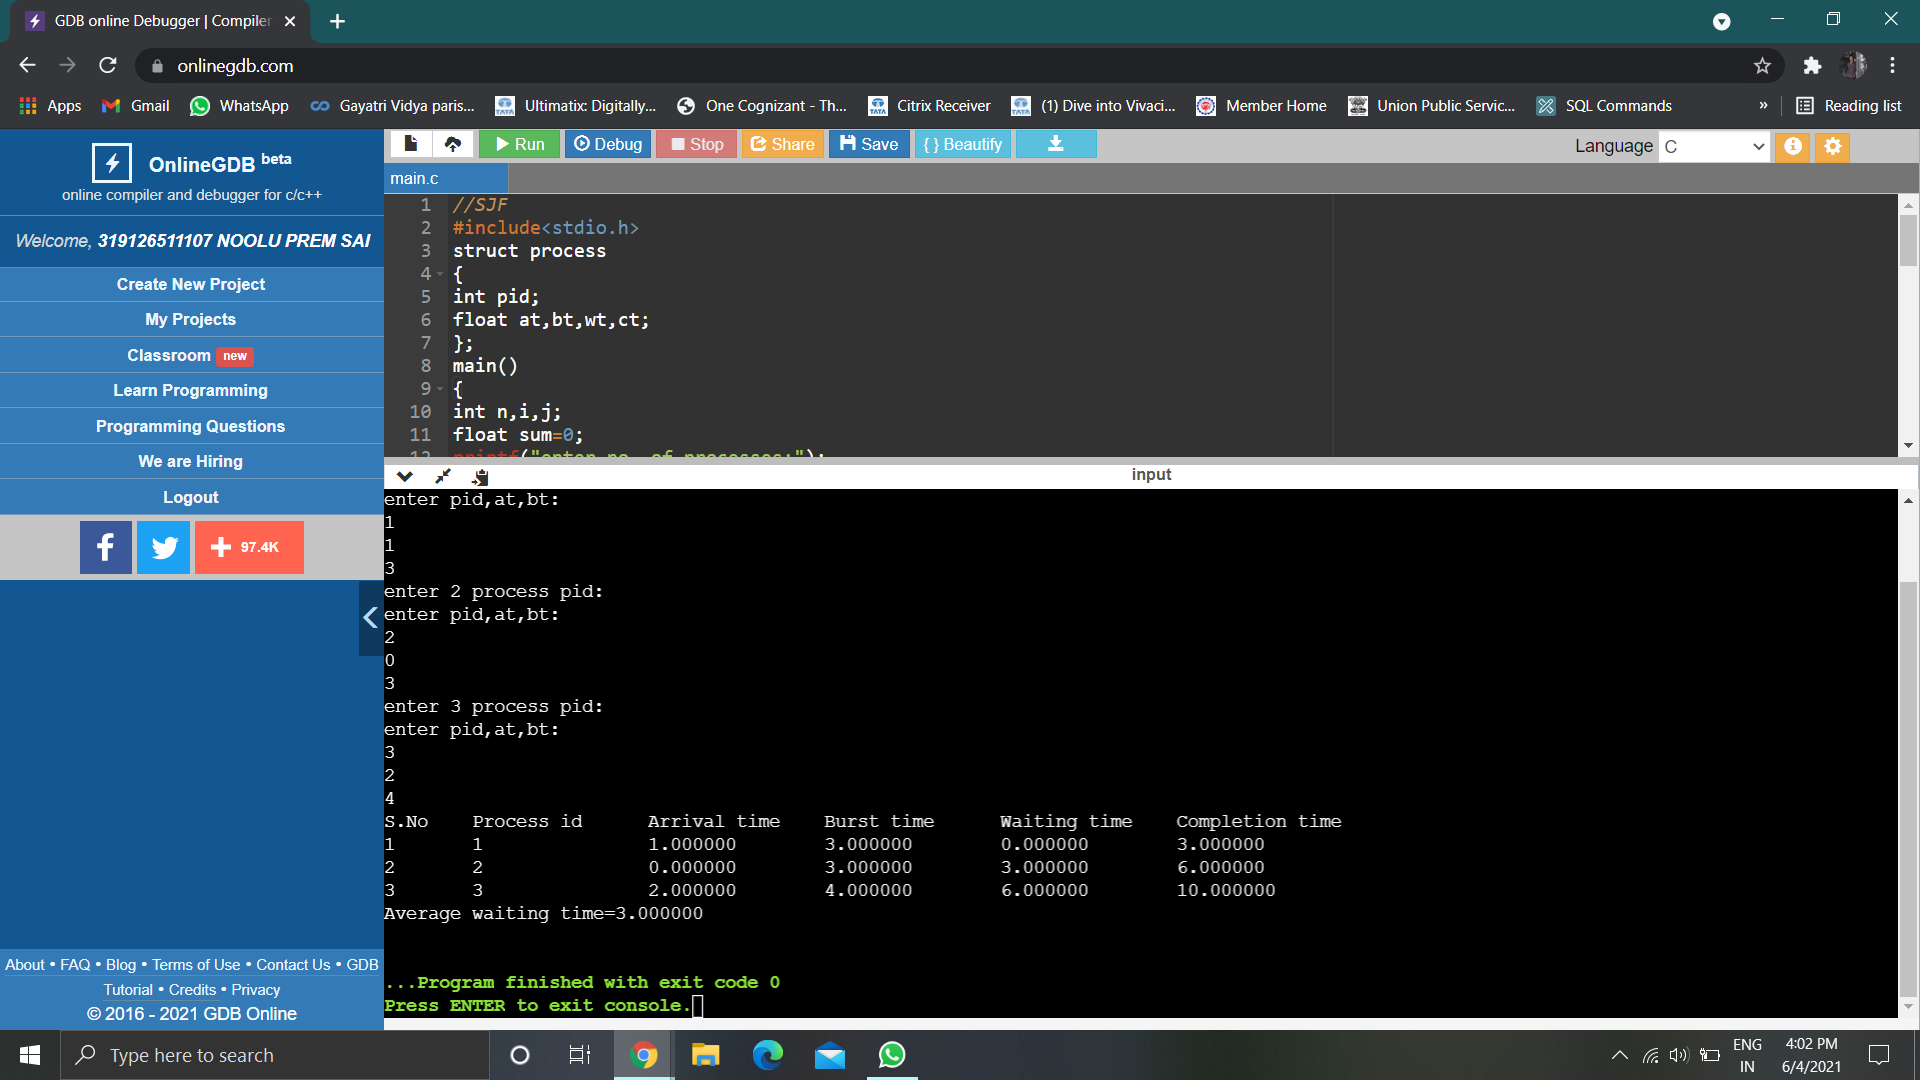 GDB online Debugger | Compiler
onlinegdb.com
Apps Gmail WhatsApp Gayatri Vidya paris... Ultimatix: Digitally... One Cognizant - Th... Citrix Receiver (1) Dive into Vivaci... Member Home Union Public Servic... SQL Commands » Reading list
OnlineGDB beta
online compiler and debugger for c/c++
Welcome, 319126511107 NOOLU PREM SAI
Create New Project
My Projects
Classroom new
Learn Programming
Programming Questions
We are Hiring
Logout
f + 97.4K
About • FAQ • Blog • Terms of Use • Contact Us • GDB
Tutorial • Credits • Privacy
© 2016 - 2021 GDB Online
Run Debug Stop Share Save { } Beautify Language C
main.c
1 //SJF
2 #include<stdio.h>
3 struct process
4 {
5 int pid;
6 float at,bt,wt,ct;
7 };
8 main()
9 {
10 int n,i,j;
11 float sum=0;
12 printf("enter no. of processes:");
input
enter pid,at,bt:
1
1
3
enter 2 process pid:
enter pid,at,bt:
2
0
3
enter 3 process pid:
enter pid,at,bt:
3
2
4
S.No Process id Arrival time Burst time Waiting time Completion time
1 1 1.000000 3.000000 0.000000 3.000000
2 2 0.000000 3.000000 3.000000 6.000000
3 3 2.000000 4.000000 6.000000 10.000000
Average waiting time=3.000000
...Program finished with exit code 0
Press ENTER to exit console.
Type here to search
ENG
IN
4:02 PM
6/4/2021